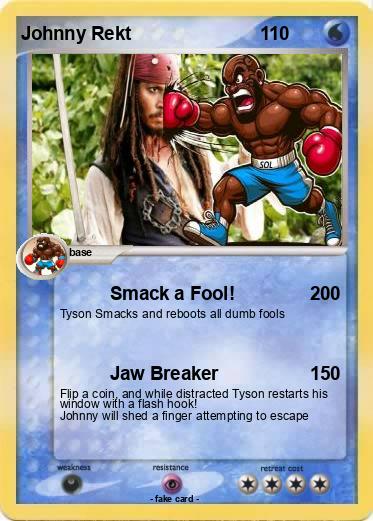 Johnny Rekt 110
SOL
base
Smack a Fool! 200
Tyson Smacks and reboots all dumb fools
Jaw Breaker 150
Flip a coin, and while distracted Tyson restarts his
window with a flash hook!
Johnny will shed a finger attempting to escape
weakness resistance retreat cost
- fake card -